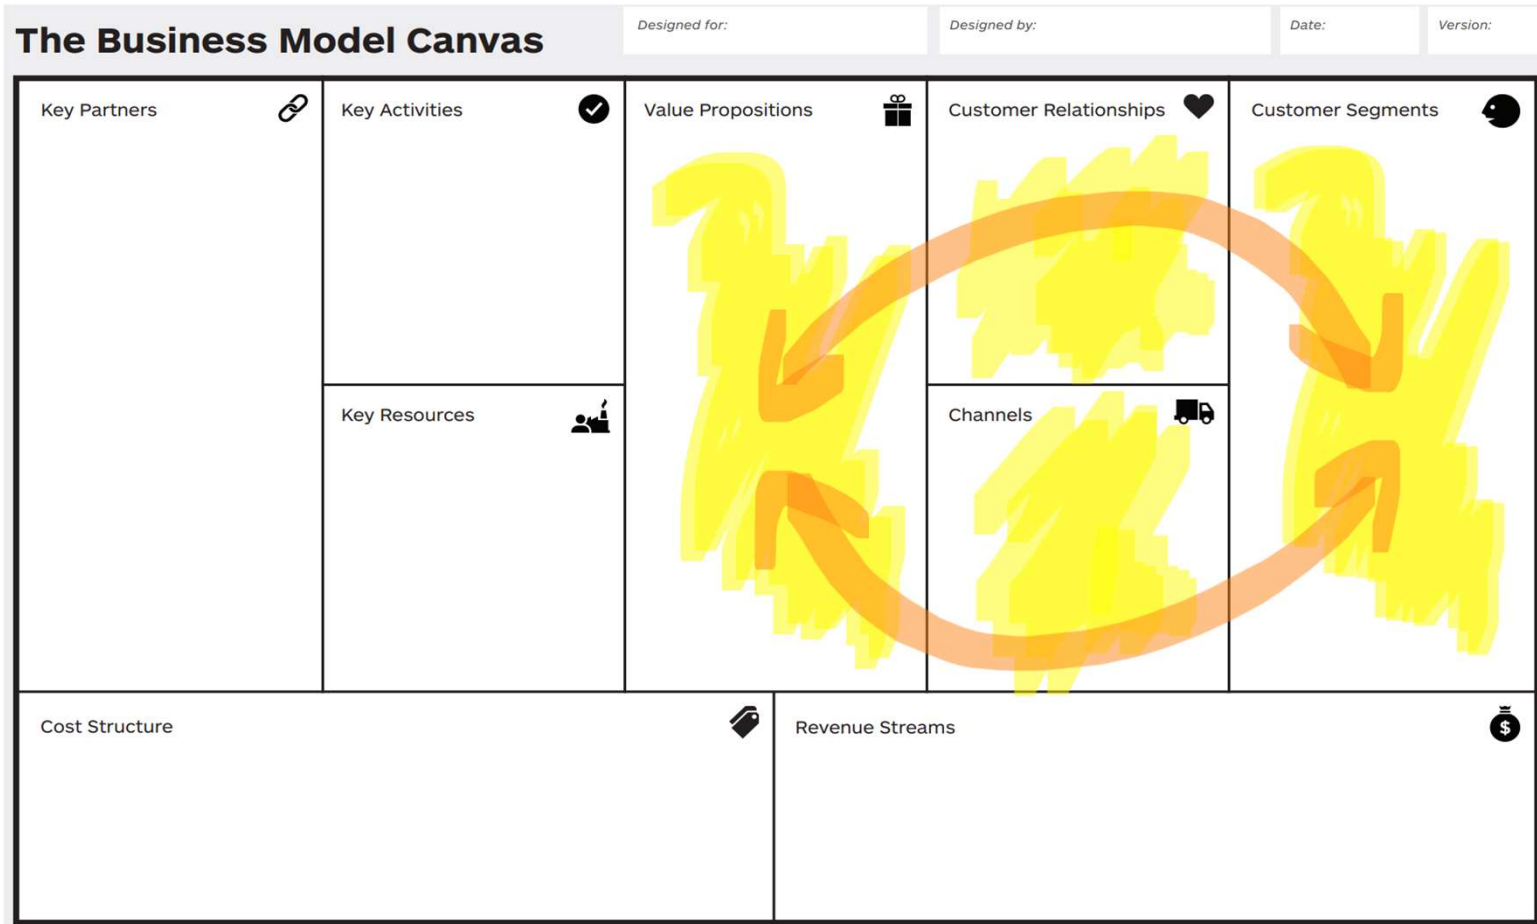 The Business Model Canvas
Designed for:
Designed by:
Date:
Version:
Key Partners
Key Activities
Value Propositions
Customer Relationships
Customer Segments
Key Resources
Channels
Cost Structure
Revenue Streams
$